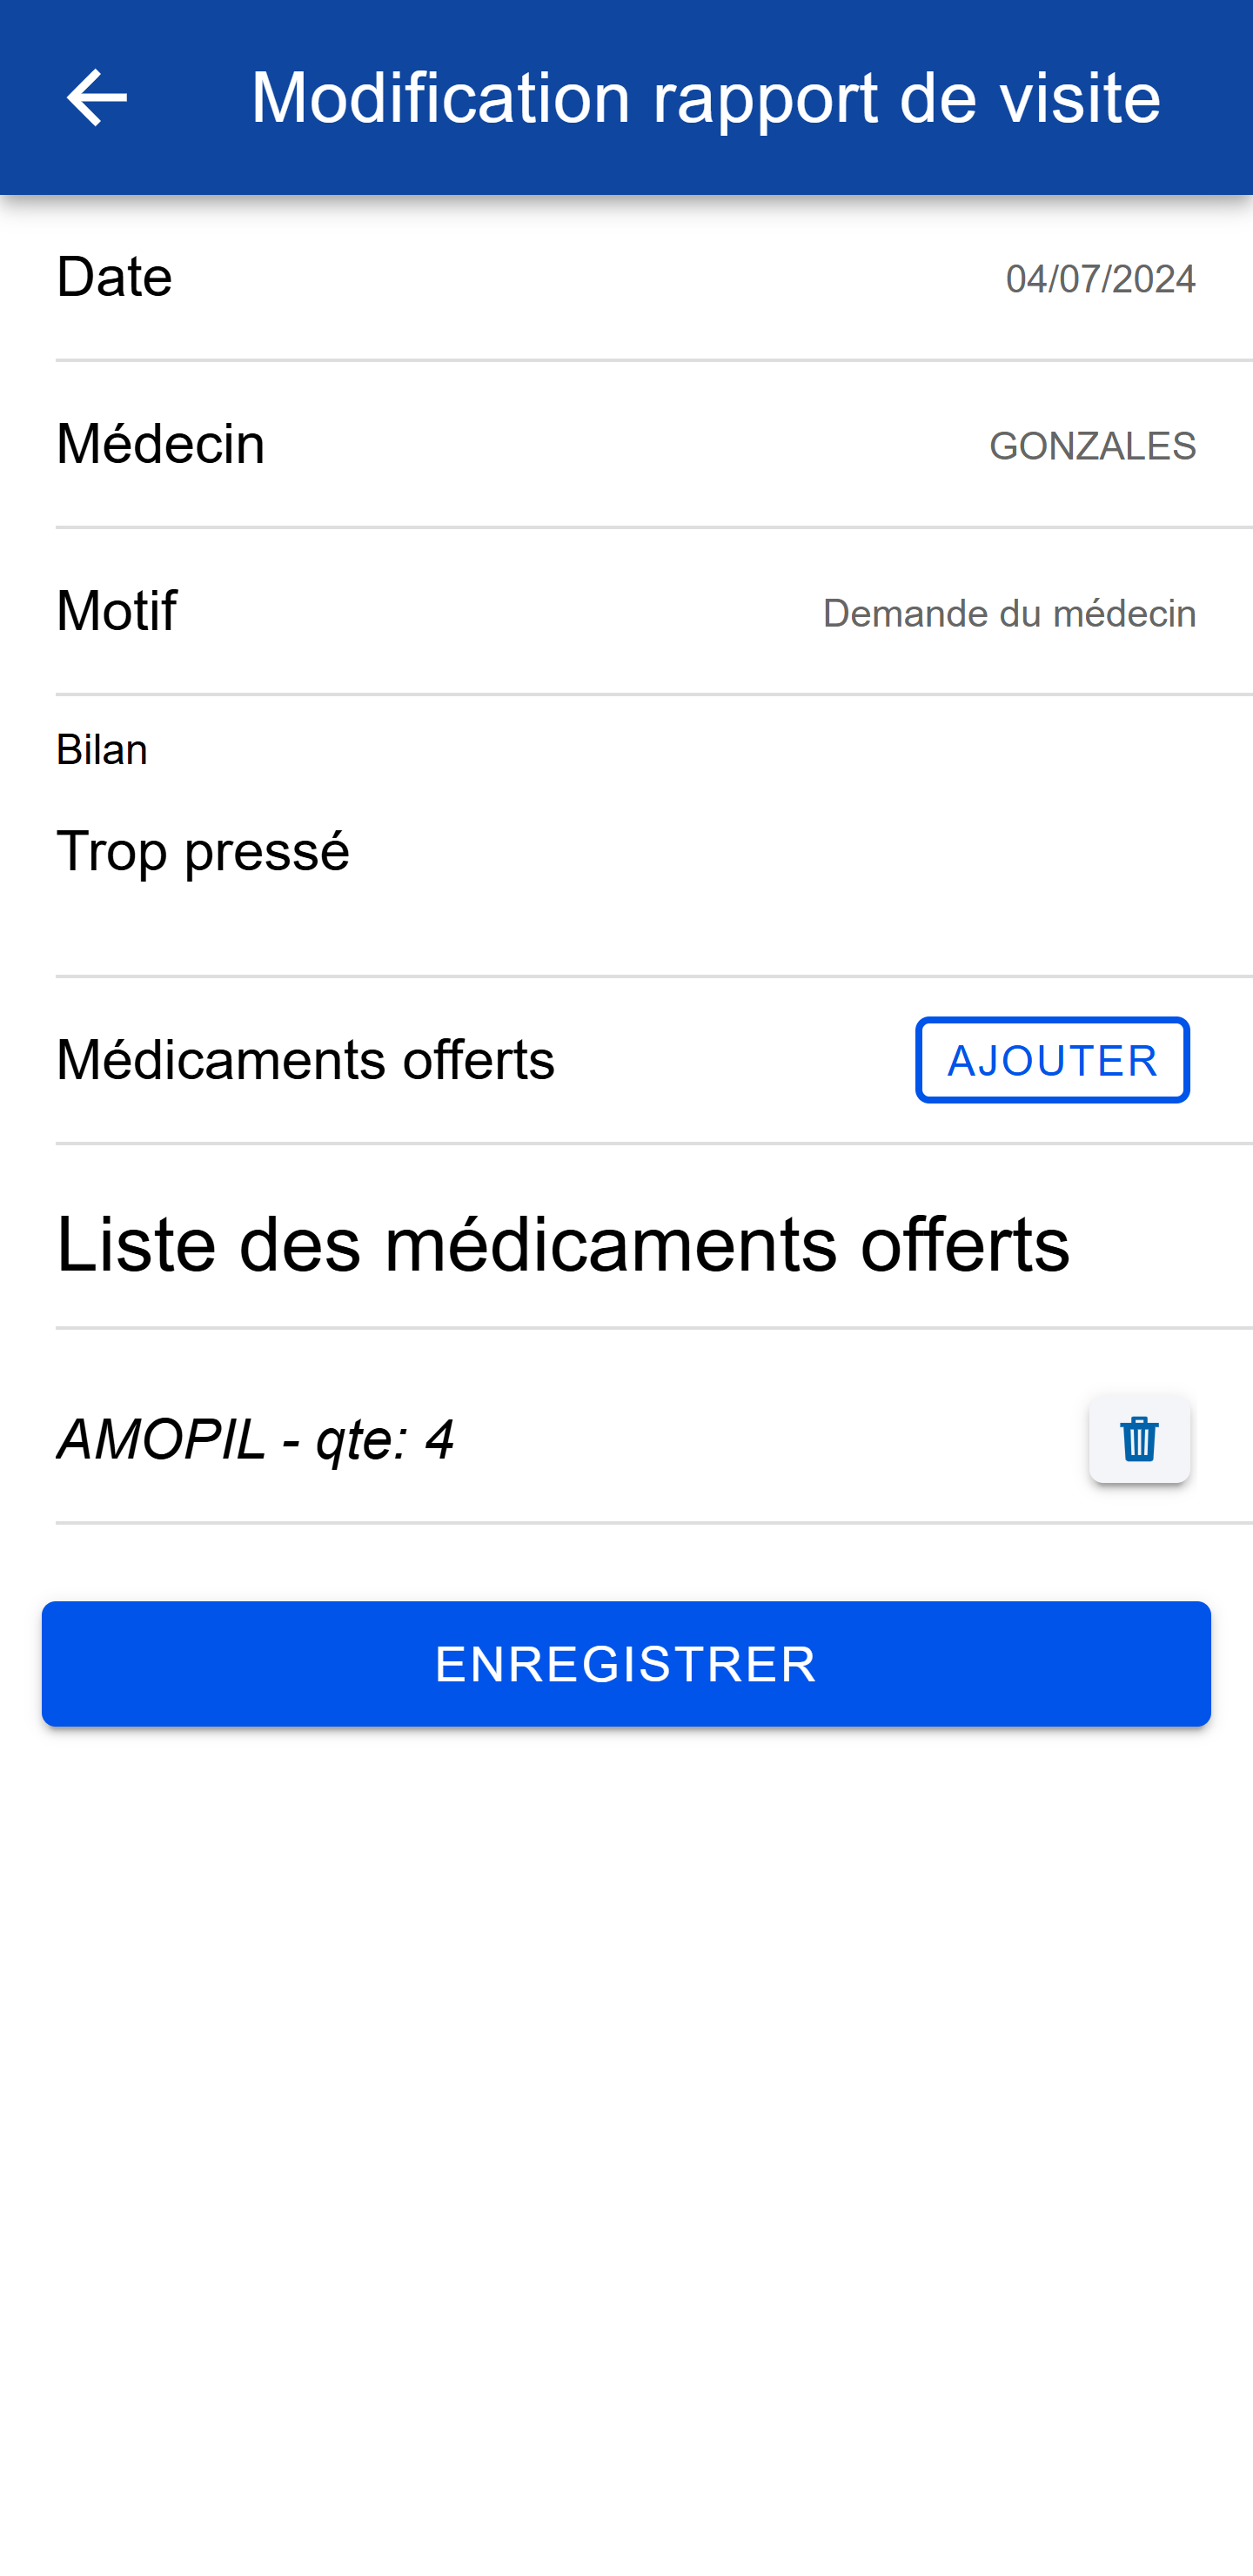 Modification rapport de visite
Date 04/07/2024
Médecin GONZALES
Motif Demande du médecin
Bilan
Trop pressé
Médicaments offerts AJOUTER
Liste des médicaments offerts
AMOPIL - qte: 4
ENREGISTRER